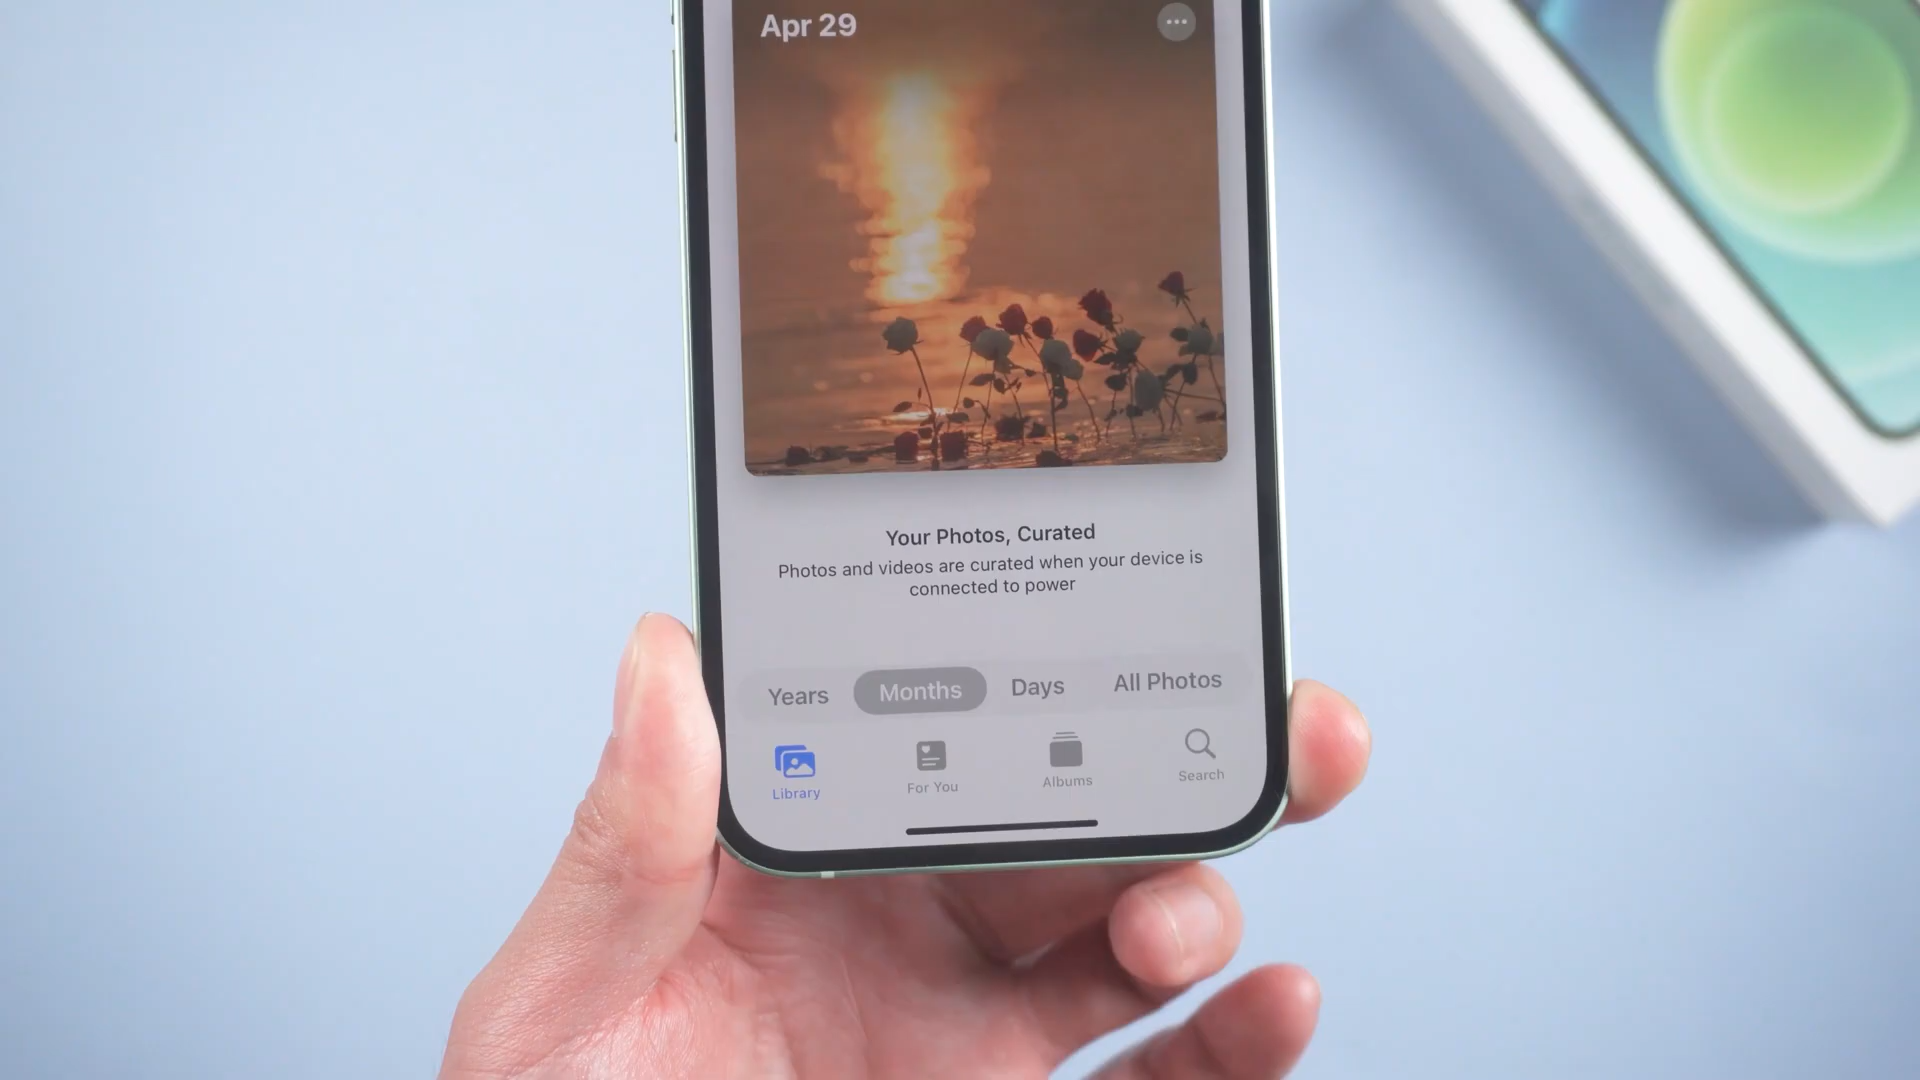 Apr 29
Your Photos, Curated
Photos and videos are curated when your device is
connected to power
Years Months Days All Photos
Library For You Albums Search